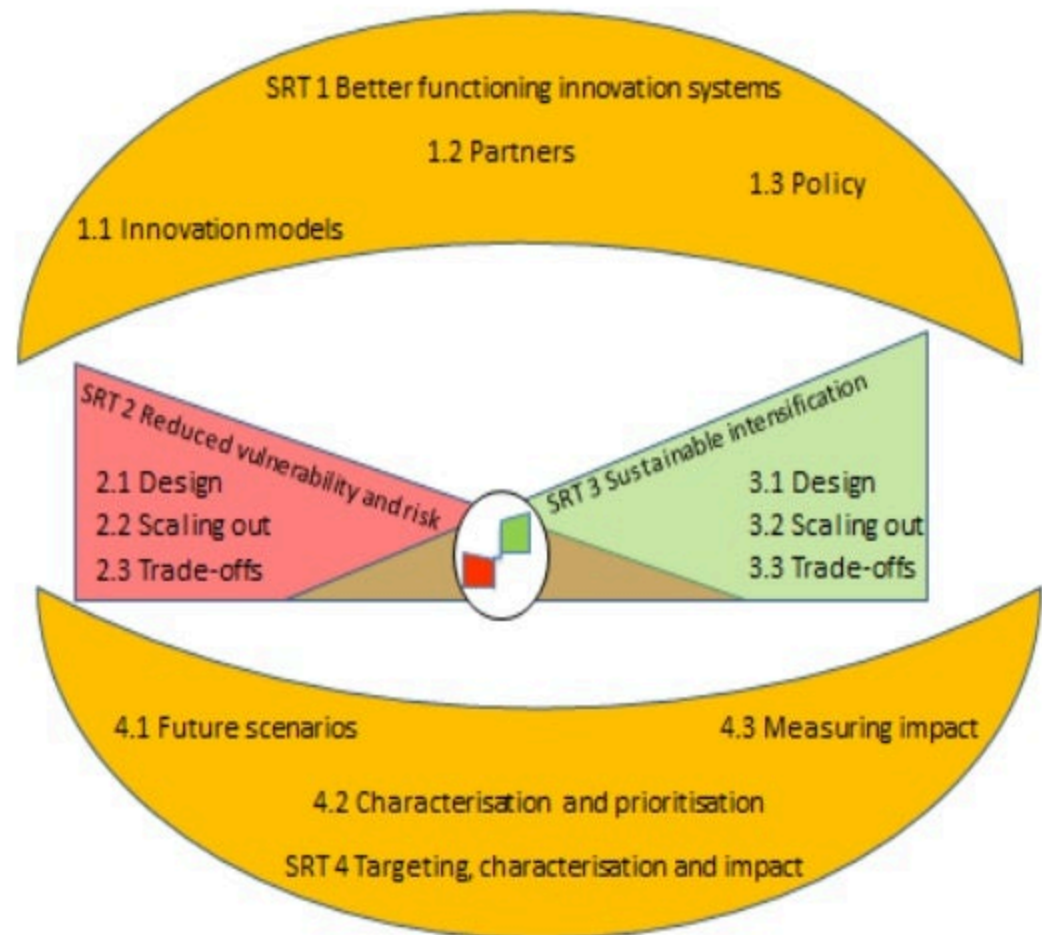 SRT 1 Better functioning innovation systems
1.2 Partners
1.3 Policy
1.1 Innovation models
SRT 2 Reduced vulnerability and risk
2.1 Design
2.2 Scaling out
2.3 Trade-offs
SRT 3 Sustainable intensification
3.1 Design
3.2 Scaling out
3.3 Trade-offs
4.1 Future scenarios
4.3 Measuring impact
4.2 Characterisation and prioritisation
SRT 4 Targeting, characterisation and impact